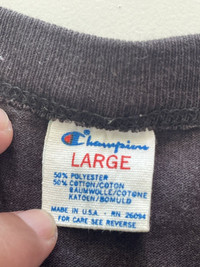 Champion
LARGE
50% POLYESTER
50% COTTON/COTON
BAUMWOLLE/COTONE
KATOEN/BOMULD
MADE IN U.S.A. - RN 26094
FOR CARE SEE REVERSE